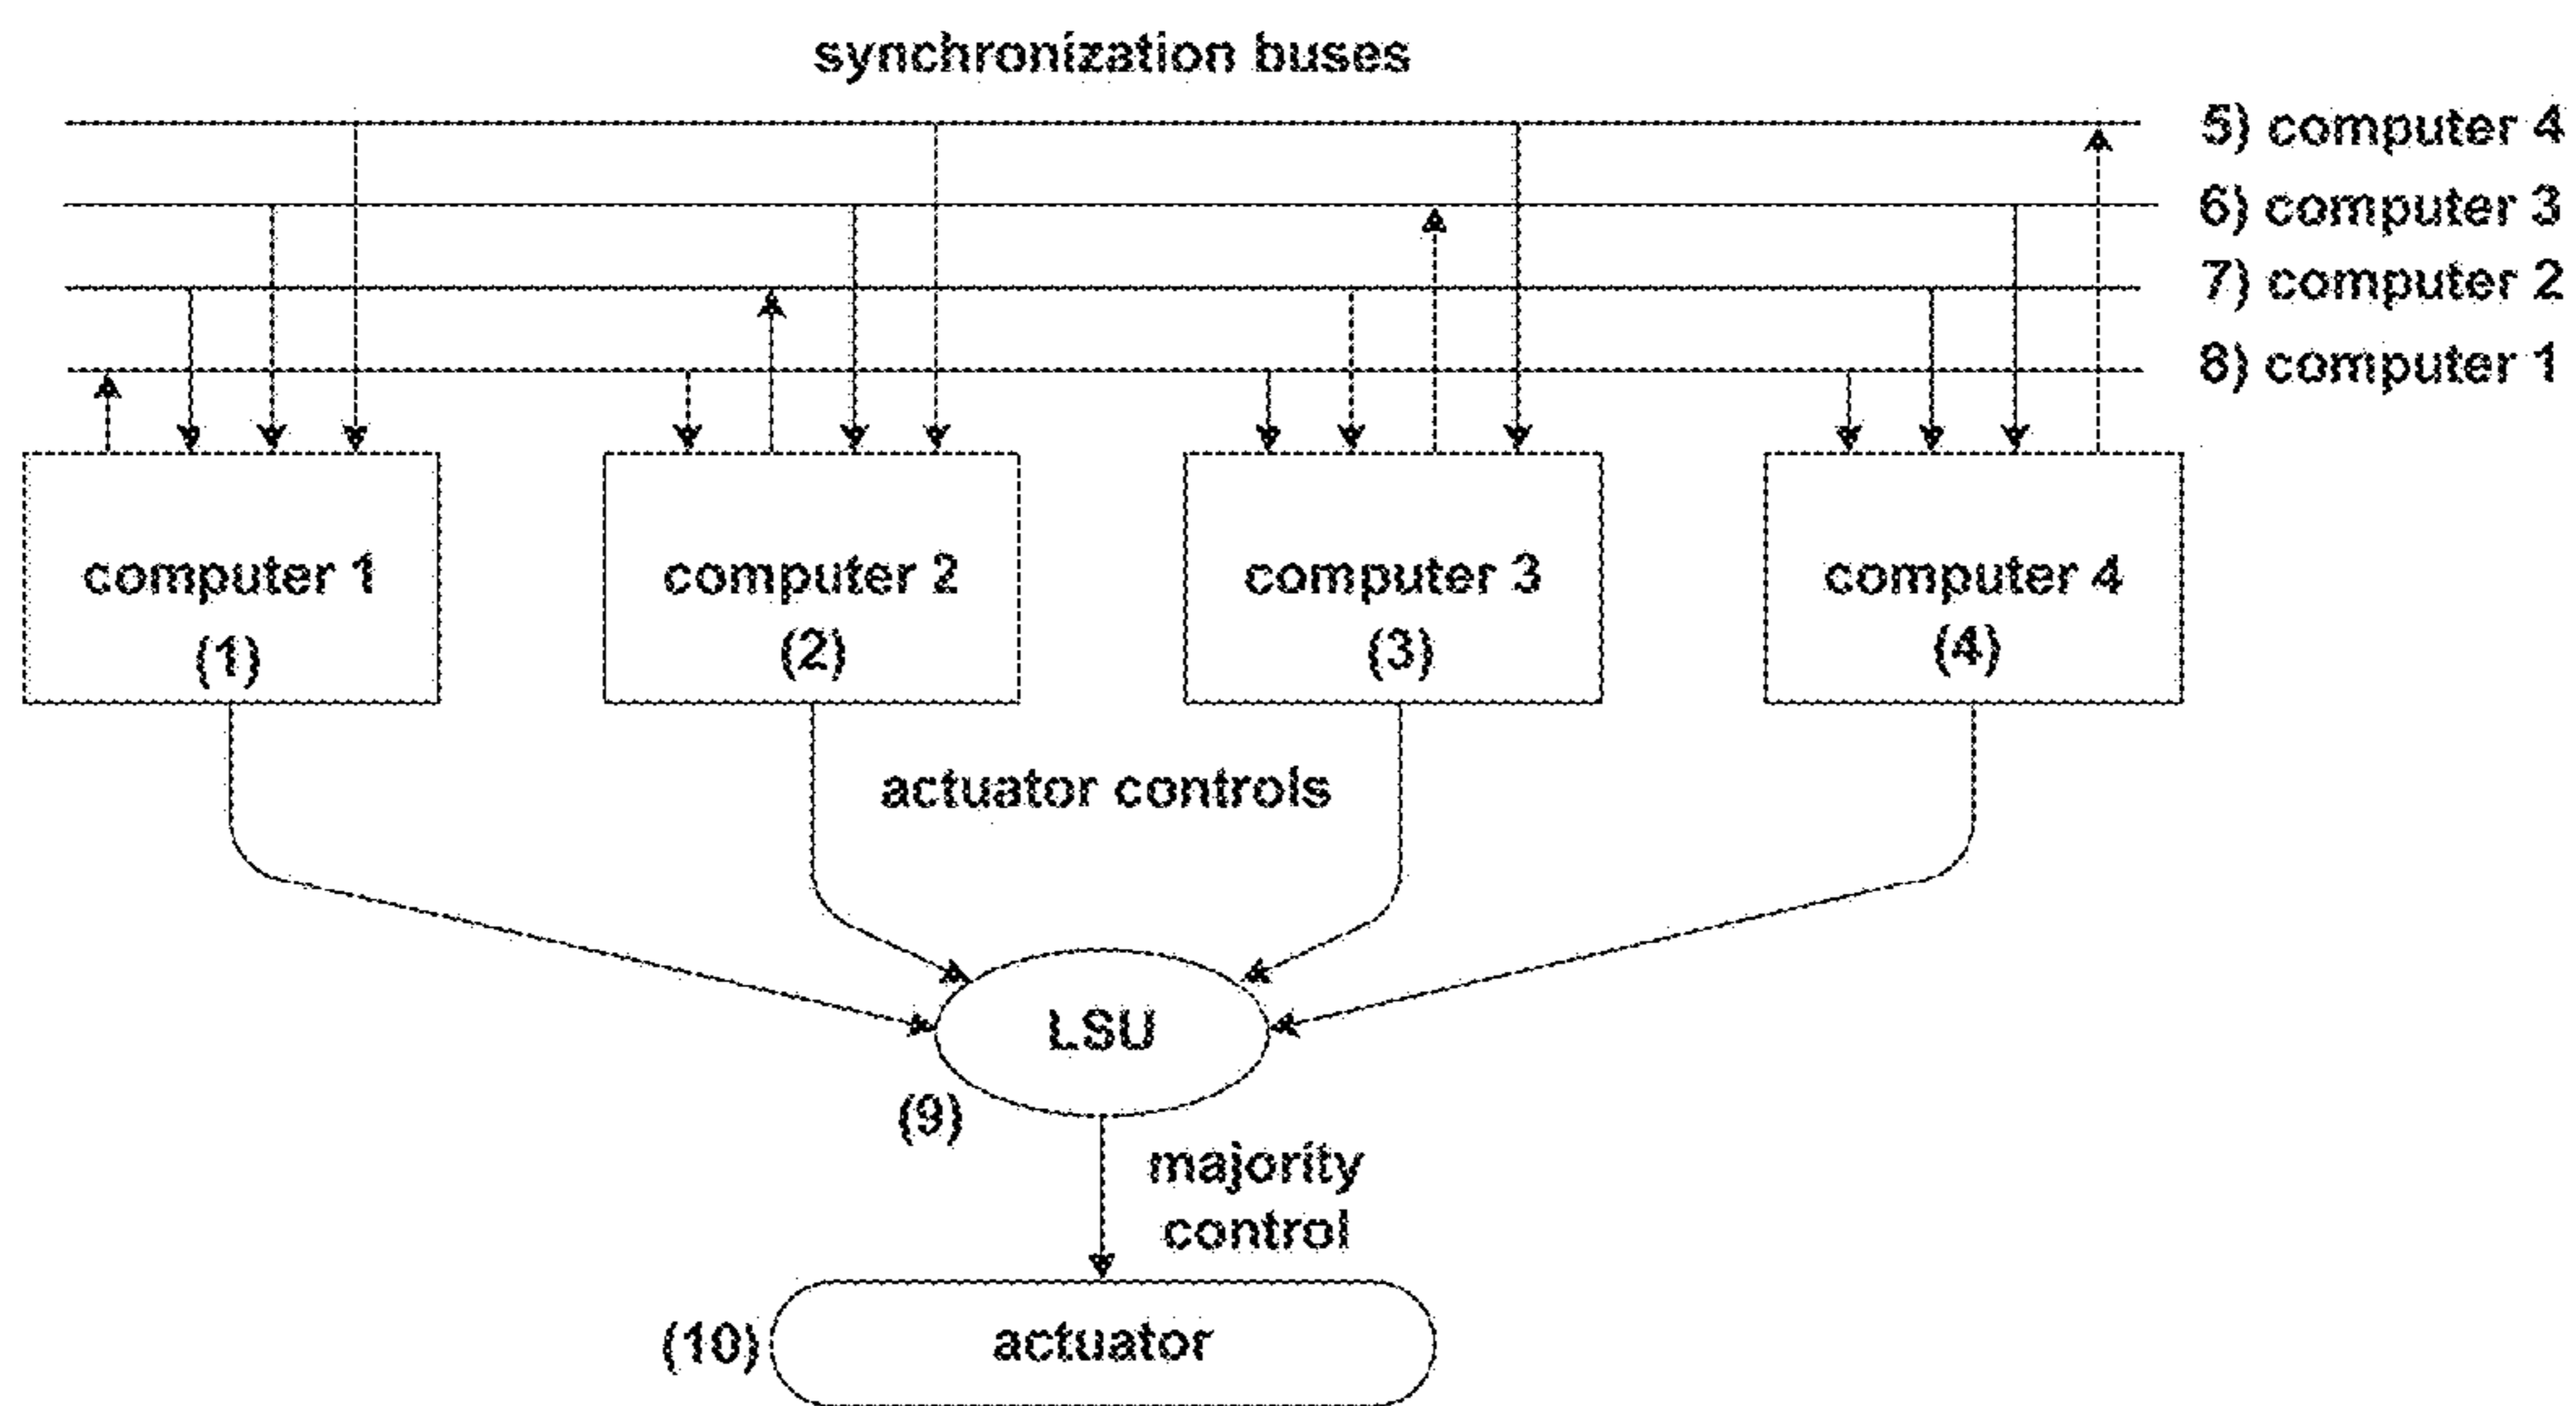 synchronization buses
5) computer 4
6) computer 3
7) computer 2
8) computer 1
computer 1
(1)
computer 2
(2)
computer 3
(3)
computer 4
(4)
actuator controls
LSU
(9)
majority
control
(10)
actuator